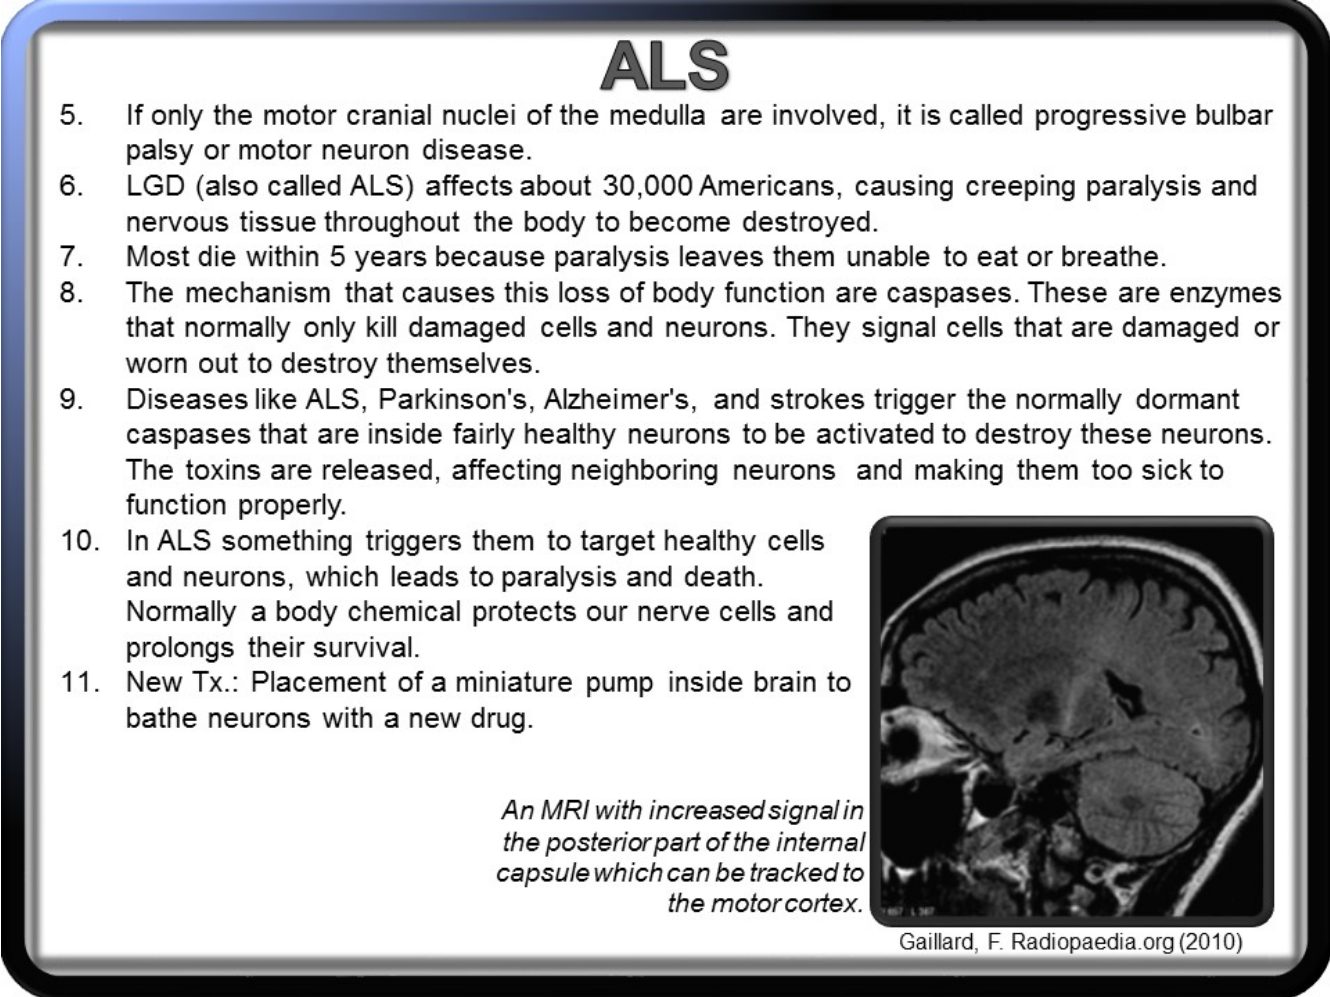 ALS
5. If only the motor cranial nuclei of the medulla are involved, it is called progressive bulbar
palsy or motor neuron disease.
6. LGD (also called ALS) affects about 30,000 Americans, causing creeping paralysis and
nervous tissue throughout the body to become destroyed.
7. Most die within 5 years because paralysis leaves them unable to eat or breathe.
8. The mechanism that causes this loss of body function are caspases. These are enzymes
that normally only kill damaged cells and neurons. They signal cells that are damaged or
worn out to destroy themselves.
9. Diseases like ALS, Parkinson's, Alzheimer's, and strokes trigger the normally dormant
caspases that are inside fairly healthy neurons to be activated to destroy these neurons.
The toxins are released, affecting neighboring neurons and making them too sick to
function properly.
10. In ALS something triggers them to target healthy cells
and neurons, which leads to paralysis and death.
Normally a body chemical protects our nerve cells and
prolongs their survival.
11. New Tx.: Placement of a miniature pump inside brain to
bathe neurons with a new drug.
An MRI with increased signal in
the posterior part of the internal
capsule which can be tracked to
the motor cortex.
Gaillard, F. Radiopaedia.org (2010)